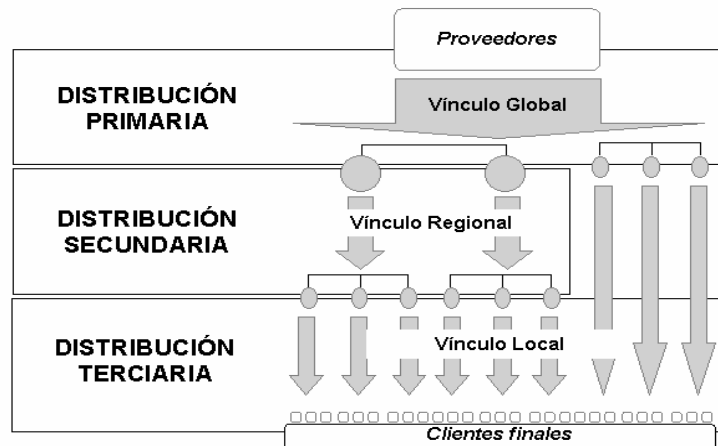 Proveedores
DISTRIBUCIÓN
PRIMARIA
Vínculo Global
DISTRIBUCIÓN
SECUNDARIA
Vínculo Regional
DISTRIBUCIÓN
TERCIARIA
Vínculo Local
Clientes finales